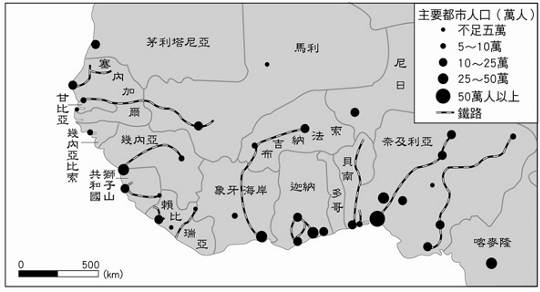 主要都市人口（萬人）
不足五萬
5～10萬
10～25萬
25～50萬
50萬人以上
鐵路
茅利塔尼亞
馬利
尼日
塞內加爾
甘比亞
幾內亞比索
幾內亞
布吉納法索
獅子山共和國
賴比瑞亞
象牙海岸
迦納
多哥
貝南
奈及利亞
喀麥隆
0 500
(km)